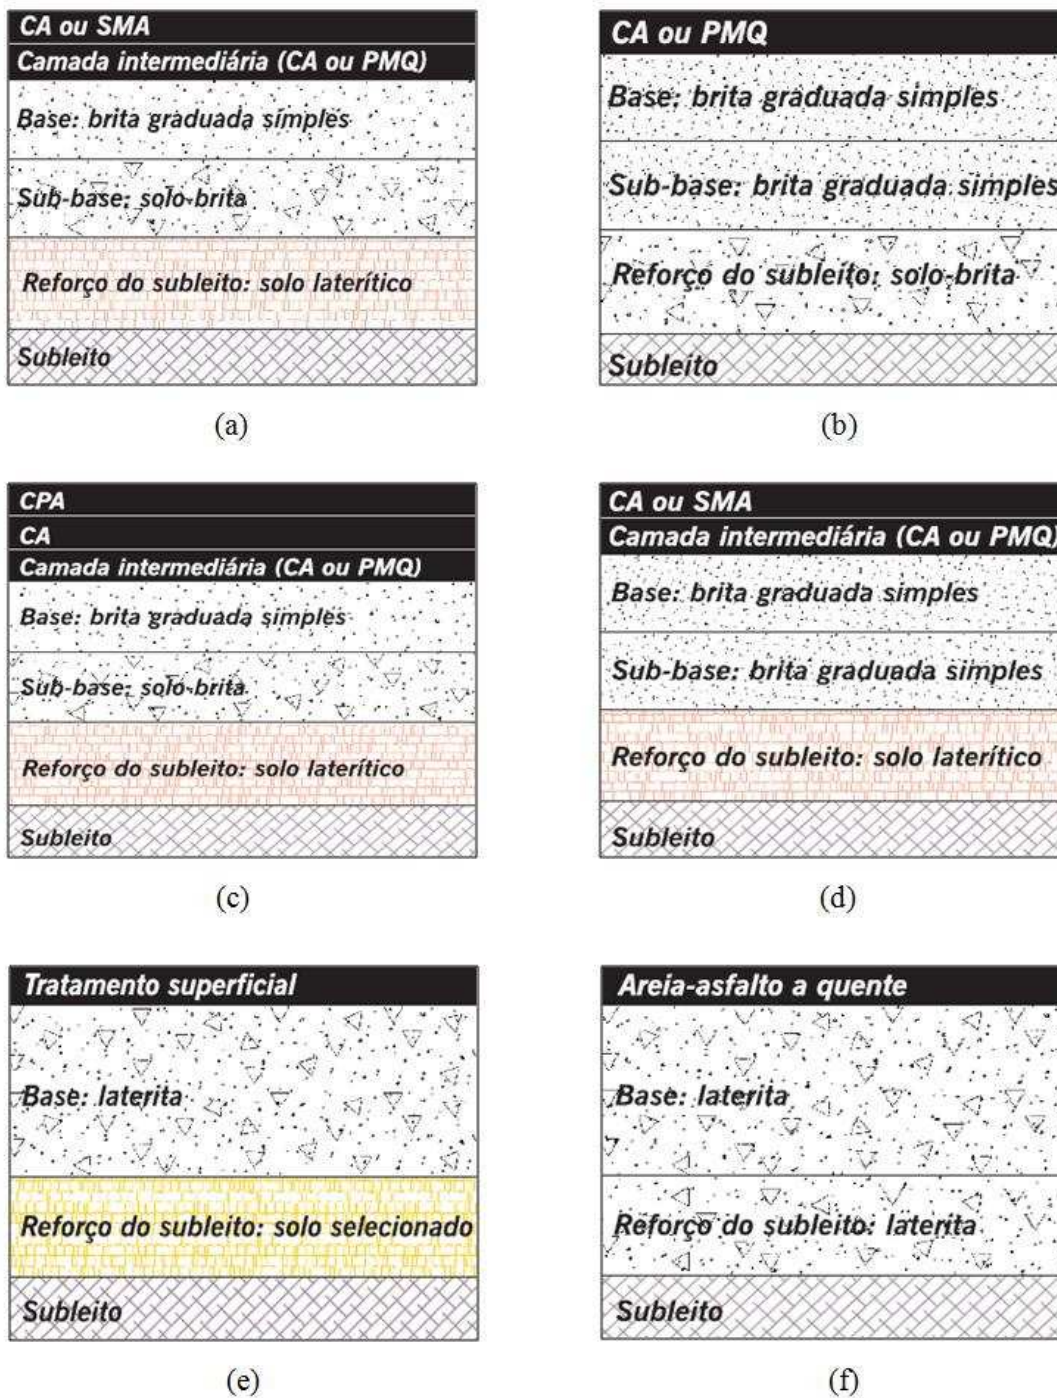 CA ou SMA
Camada intermediária (CA ou PMQ)
Base: brita graduada simples
Sub-base: solo-brita
Reforço do subleito: solo laterítico
Subleito
(a)
CA ou PMQ
Base: brita graduada simples
Sub-base: brita graduada simples
Reforço do subleito: solo-brita
Subleito
(b)
CPA
CA
Camada intermediária (CA ou PMQ)
Base: brita graduada simples
Sub-base: solo-brita
Reforço do subleito: solo laterítico
Subleito
(c)
CA ou SMA
Camada intermediária (CA ou PMQ)
Base: brita graduada simples
Sub-base: brita graduada simples
Reforço do subleito: solo laterítico
Subleito
(d)
Tratamento superficial
Base: laterita
Reforço do subleito: solo selecionado
Subleito
(e)
Areia-asfalto a quente
Base: laterita
Reforço do subleito: laterita
Subleito
(f)